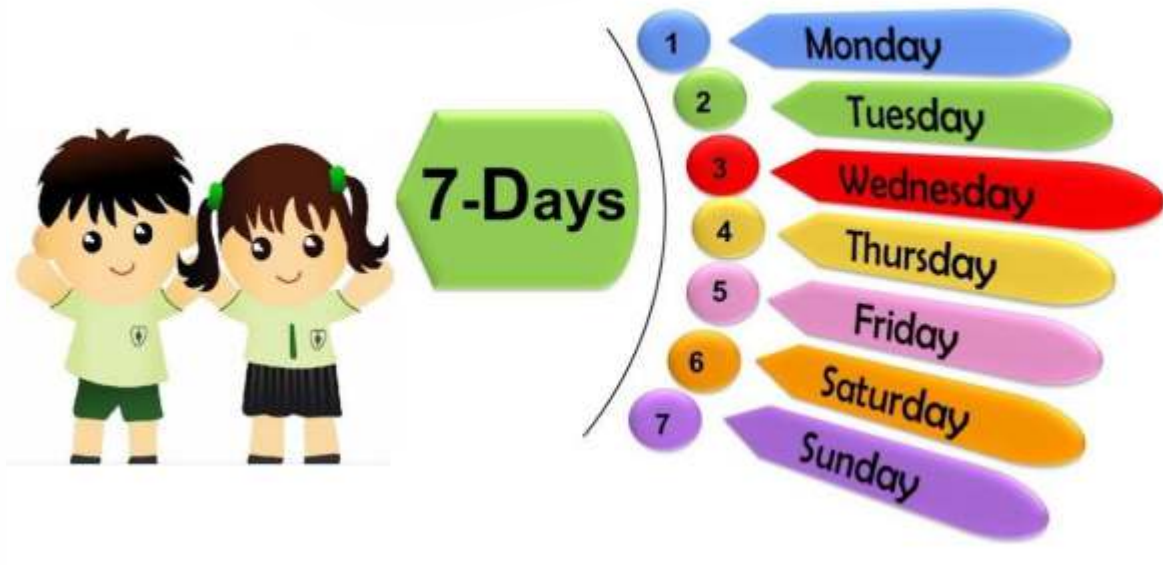 7-Days
1 Monday
2 Tuesday
3 Wednesday
4 Thursday
5 Friday
6 Saturday
7 Sunday